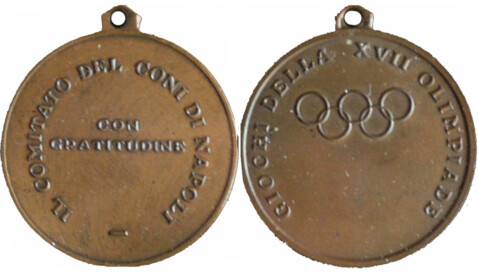 IL COMITATO DEL CONI DI NAPOLI
CON
GRATITUDINE
GIOCHI DELLA XVII OLIMPIADE